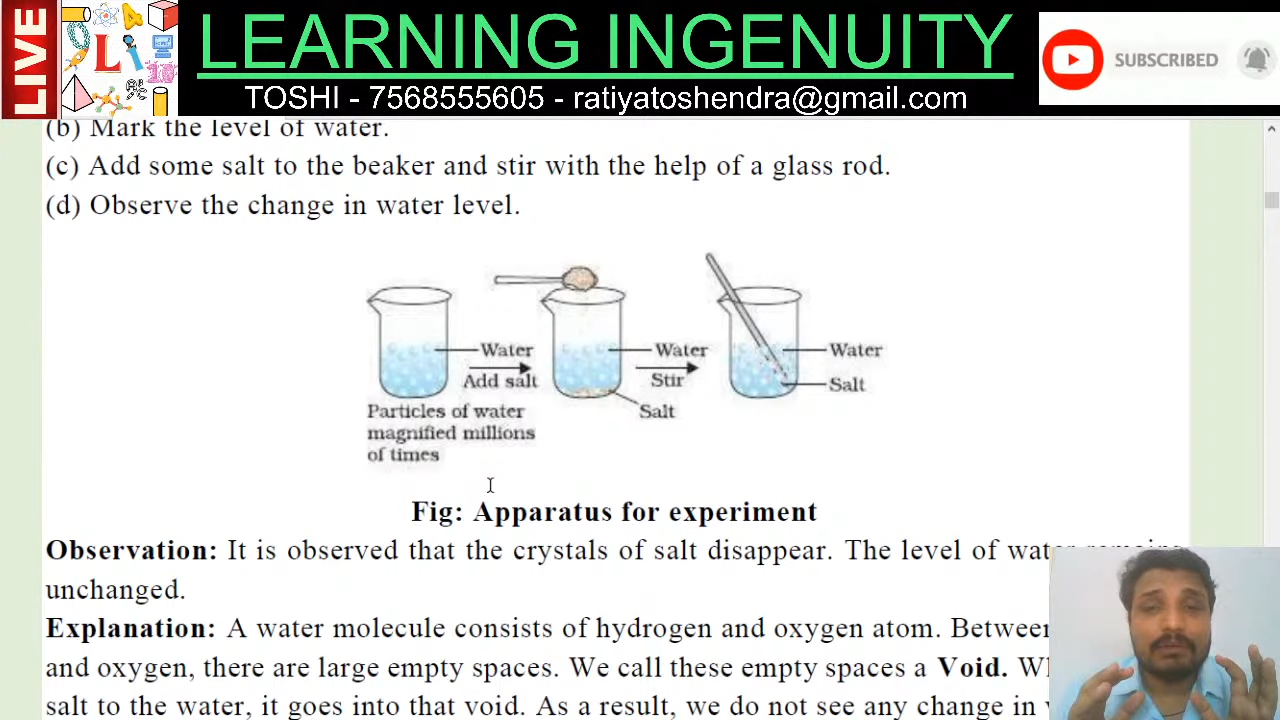 LIVE
LEARNING INGENUITY
TOSHI - 7568555605 - ratiyatoshendra@gmail.com
SUBSCRIBED
(b) Mark the level of water.
(c) Add some salt to the beaker and stir with the help of a glass rod.
(d) Observe the change in water level.
Water
Add salt
Particles of water
magnified millions
of times
Water
Stir
Salt
Water
Salt
Fig: Apparatus for experiment
Observation: It is observed that the crystals of salt disappear. The level of water remains
unchanged.
Explanation: A water molecule consists of hydrogen and oxygen atom. Between
and oxygen, there are large empty spaces. We call these empty spaces a Void.
salt to the water, it goes into that void. As a result, we do not see any change in